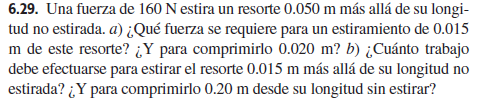 6.29. Una fuerza de 160 N estira un resorte 0.050 m más allá de su longi-
tud no estirada. a) ¿Qué fuerza se requiere para un estiramiento de 0.015
m de este resorte? ¿Y para comprimirlo 0.020 m? b) ¿Cuánto trabajo
debe efectuarse para estirar el resorte 0.015 m más allá de su longitud no
estirada? ¿Y para comprimirlo 0.20 m desde su longitud sin estirar?